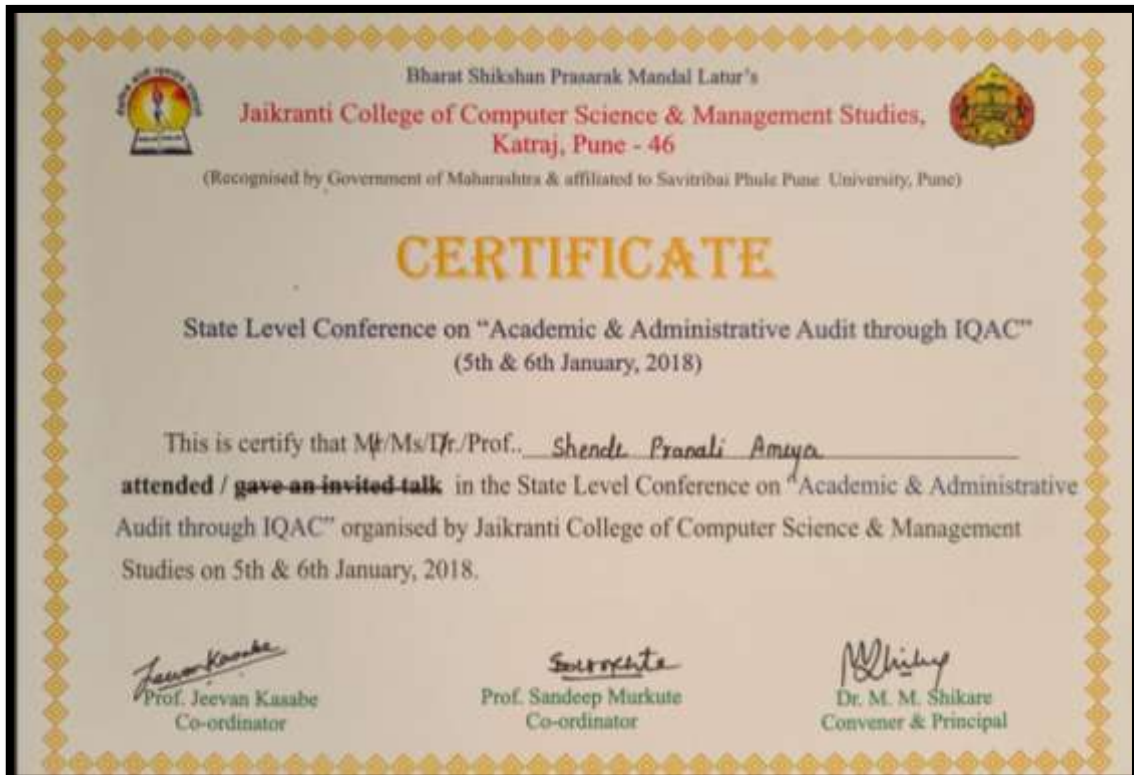 Bharat Shikshan Prasarak Mandal Latur's
Jaikranti College of Computer Science & Management Studies,
Katraj, Pune - 46
(Recognised by Government of Maharashtra & affiliated to Savitribai Phule Pune University, Pune)
CERTIFICATE
State Level Conference on "Academic & Administrative Audit through IQAC"
(5th & 6th January, 2018)
This is certify that Mr/Ms/Dr./Prof.. Shende Pranali Ameya
attended / gave an invited talk in the State Level Conference on "Academic & Administrative
Audit through IQAC" organised by Jaikranti College of Computer Science & Management
Studies on 5th & 6th January, 2018.
Jeevan Kasabe
Prof. Jeevan Kasabe
Co-ordinator
Prof. Sandeep Murkute
Co-ordinator
Dr. M. M. Shikare
Convener & Principal